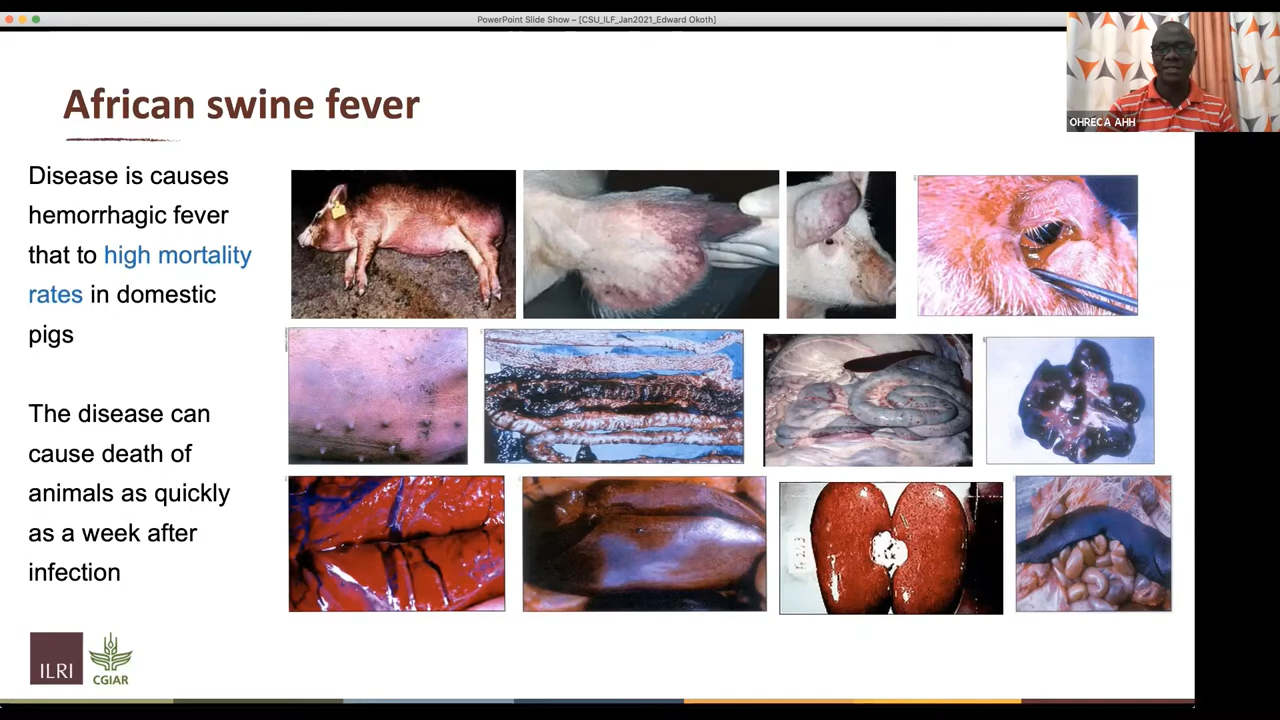 PowerPoint Slide Show – [CSU_ILF_Jan2021_Edward Okoth]
OHRECA AHH
African swine fever
Disease is causes
hemorrhagic fever
that to high mortality
rates in domestic
pigs
The disease can
cause death of
animals as quickly
as a week after
infection
ILRI
CGIAR